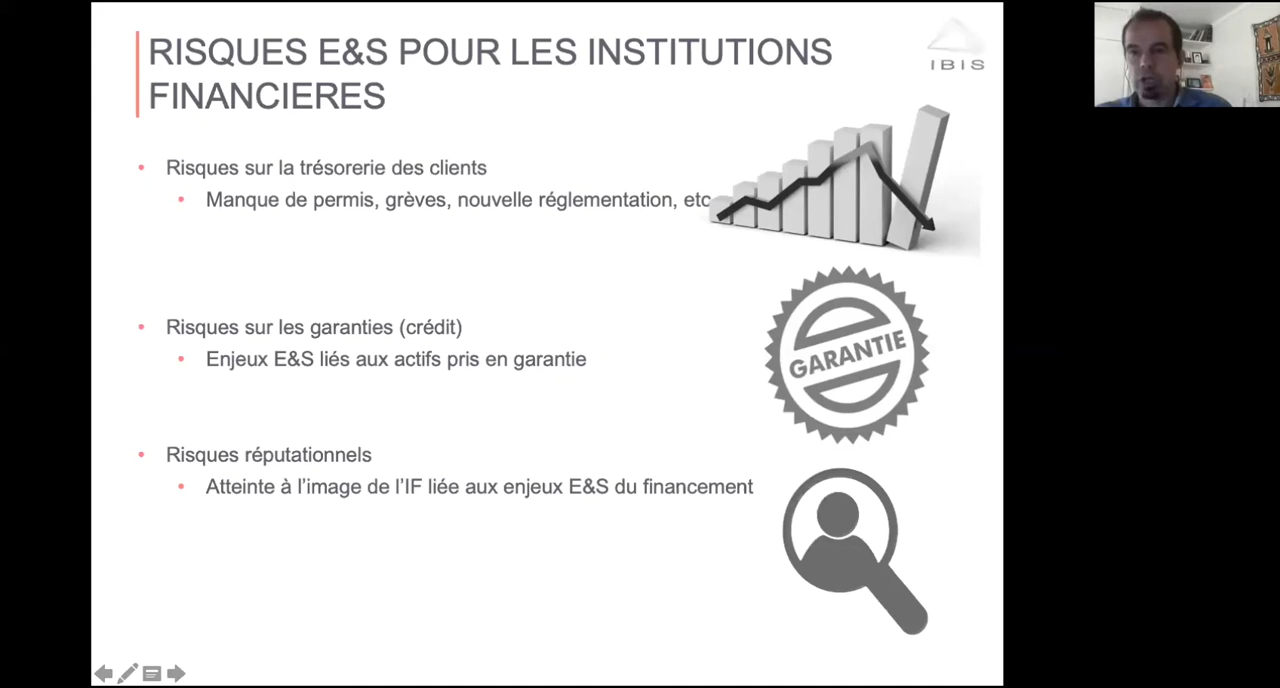 RISQUES E&S POUR LES INSTITUTIONS
FINANCIERES
IBIS
• Risques sur la trésorerie des clients
• Manque de permis, grèves, nouvelle réglementation, etc
• Risques sur les garanties (crédit)
• Enjeux E&S liés aux actifs pris en garantie
GARANTIE
• Risques réputationnels
• Atteinte à l’image de l’IF liée aux enjeux E&S du financement